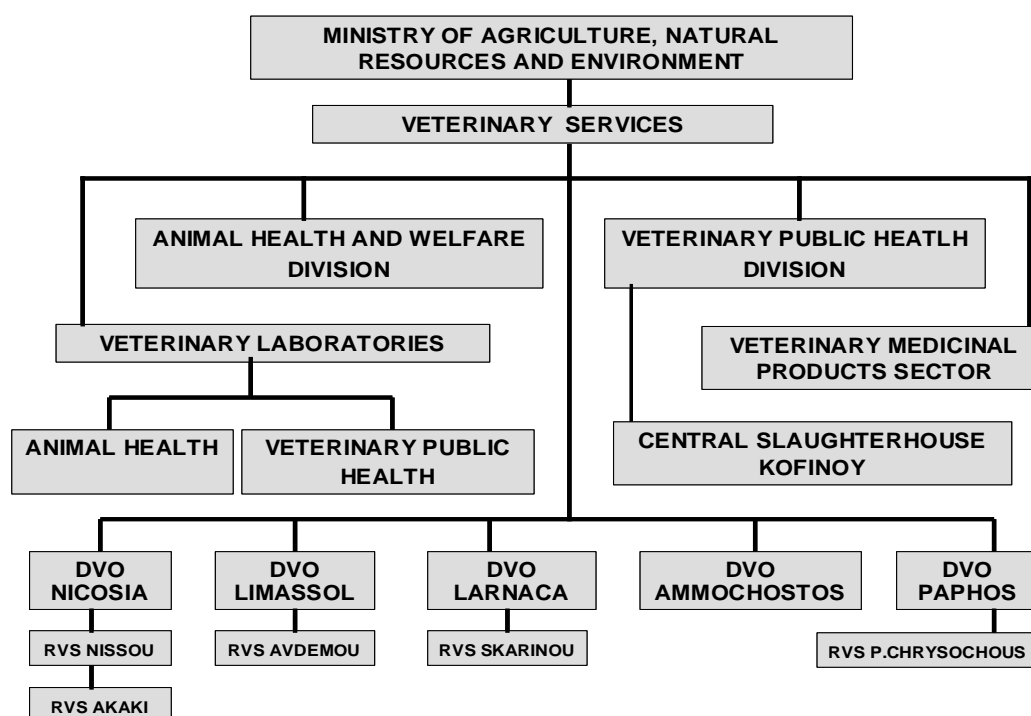 MINISTRY OF AGRICULTURE, NATURAL
RESOURCES AND ENVIRONMENT
VETERINARY SERVICES
ANIMAL HEALTH AND WELFARE
DIVISION
VETERINARY PUBLIC HEATLH
DIVISION
VETERINARY LABORATORIES
VETERINARY MEDICINAL
PRODUCTS SECTOR
ANIMAL HEALTH
VETERINARY PUBLIC
HEALTH
CENTRAL SLAUGHTERHOUSE
KOFINOY
DVO
NICOSIA
DVO
LIMASSOL
DVO
LARNACA
DVO
AMMOCHOSTOS
DVO
PAPHOS
RVS NISSOU
RVS AVDEMOU
RVS SKARINOU
RVS P.CHRYSOCHOUS
RVS AKAKI